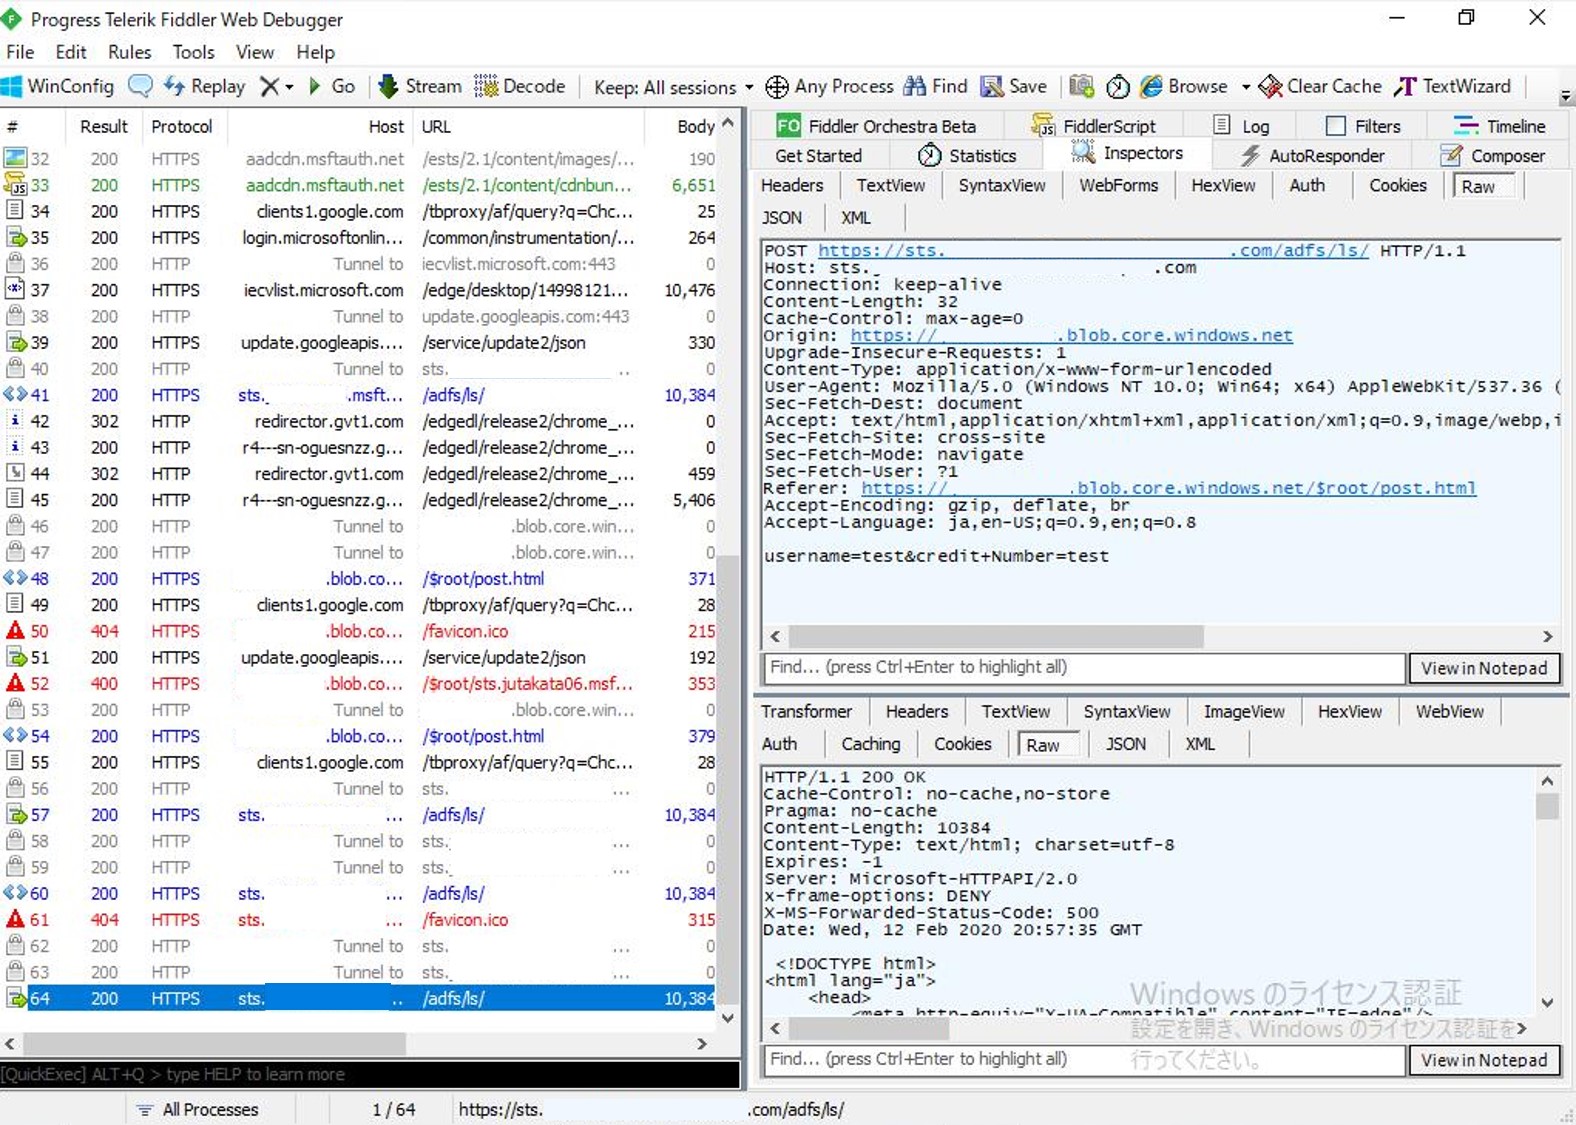 Progress Telerik Fiddler Web Debugger
File Edit Rules Tools View Help
WinConfig Replay Go Stream Decode Keep: All sessions Any Process Find Save Browse Clear Cache TextWizard
# Result Protocol Host URL Body
32 200 HTTPS aadcdn.msftauth.net /ests/2.1/content/images/... 190
33 200 HTTPS aadcdn.msftauth.net /ests/2.1/content/cdnbun... 6,651
34 200 HTTPS clients1.google.com /tbproxy/af/query?q=Chc... 25
35 200 HTTPS login.microsoftonlin... /common/instrumentation/... 264
36 200 HTTP Tunnel to iecvlist.microsoft.com:443 0
37 200 HTTPS iecvlist.microsoft.com /edge/desktop/14998121... 10,476
38 200 HTTP Tunnel to update.googleapis.com:443 0
39 200 HTTPS update.googleapis.... /service/update2/json 330
40 200 HTTP Tunnel to sts. .. 0
41 200 HTTPS sts. .msft... /adfs/ls/ 10,384
42 302 HTTP redirector.gvt1.com /edgedl/release2/chrome_... 0
43 200 HTTP r4---sn-oguesnzz.g... /edgedl/release2/chrome_... 0
44 302 HTTP redirector.gvt1.com /edgedl/release2/chrome_... 459
45 200 HTTP r4---sn-oguesnzz.g... /edgedl/release2/chrome_... 5,406
46 200 HTTP Tunnel to .blob.core.win... 0
47 200 HTTP Tunnel to .blob.core.win... 0
48 200 HTTPS .blob.co... /$root/post.html 371
49 200 HTTPS clients1.google.com /tbproxy/af/query?q=Chc... 28
50 404 HTTPS .blob.co... /favicon.ico 215
51 200 HTTPS update.googleapis.... /service/update2/json 192
52 400 HTTPS .blob.co... /$root/sts.jutakata06.msf... 353
53 200 HTTP Tunnel to .blob.core.win... 0
54 200 HTTPS .blob.co... /$root/post.html 379
55 200 HTTPS clients1.google.com /tbproxy/af/query?q=Chc... 28
56 200 HTTP Tunnel to sts. ... 0
57 200 HTTPS sts. ... /adfs/ls/ 10,384
58 200 HTTP Tunnel to sts. ... 0
59 200 HTTP Tunnel to sts. ... 0
60 200 HTTPS sts. ... /adfs/ls/ 10,384
61 404 HTTPS sts. ... /favicon.ico 315
62 200 HTTP Tunnel to sts. ... 0
63 200 HTTP Tunnel to sts. ... 0
64 200 HTTPS sts. .. /adfs/ls/ 10,384
[QuickExec] ALT+Q > type HELP to learn more
FO Fiddler Orchestra Beta FiddlerScript Log Filters Timeline
Get Started Statistics Inspectors AutoResponder Composer
Headers TextView SyntaxView WebForms HexView Auth Cookies Raw
JSON XML
POST https://sts. .com/adfs/ls/ HTTP/1.1
Host: sts. .com
Connection: keep-alive
Content-Length: 32
Cache-Control: max-age=0
Origin: https:// .blob.core.windows.net
Upgrade-Insecure-Requests: 1
Content-Type: application/x-www-form-urlencoded
User-Agent: Mozilla/5.0 (Windows NT 10.0; Win64; x64) AppleWebKit/537.36 (
Sec-Fetch-Dest: document
Accept: text/html,application/xhtml+xml,application/xml;q=0.9,image/webp,i
Sec-Fetch-Site: cross-site
Sec-Fetch-Mode: navigate
Sec-Fetch-User: ?1
Referer: https:// .blob.core.windows.net/$root/post.html
Accept-Encoding: gzip, deflate, br
Accept-Language: ja,en-US;q=0.9,en;q=0.8
username=test&credit+Number=test
Find... (press Ctrl+Enter to highlight all) View in Notepad
Transformer Headers TextView SyntaxView ImageView HexView WebView
Auth Caching Cookies Raw JSON XML
HTTP/1.1 200 OK
Cache-Control: no-cache,no-store
Pragma: no-cache
Content-Length: 10384
Content-Type: text/html; charset=utf-8
Expires: -1
Server: Microsoft-HTTPAPI/2.0
x-frame-options: DENY
X-MS-Forwarded-Status-Code: 500
Date: Wed, 12 Feb 2020 20:57:35 GMT
<!DOCTYPE html>
<html lang="ja">
<head>
<meta http-equiv="X-UA-Compatible" content="IE=edge"/>
Windows のライセンス認証
設定を開き、Windows のライセンス認証を
行ってください。
Find... (press Ctrl+Enter to highlight all) View in Notepad
All Processes 1 / 64 https://sts. .com/adfs/ls/